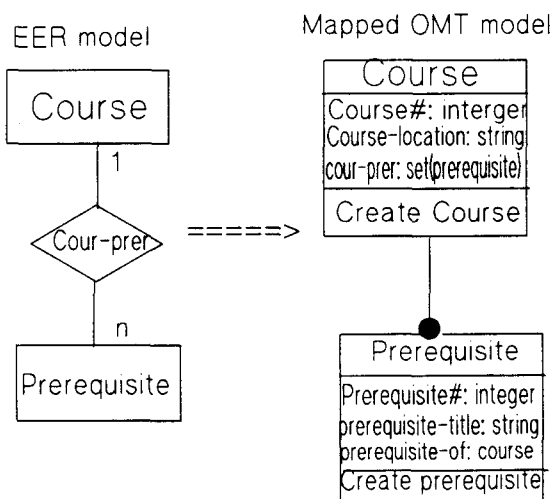 EER model
Course
1
Cour-prer
n
Prerequisite
=====>
Mapped OMT model
Course
Course#: interger
Course-location: string
cour-prer: set(prerequisite)
Create Course
Prerequisite
Prerequisite#: integer
prerequisite-title: string
prerequisite-of: course
Create prerequisite